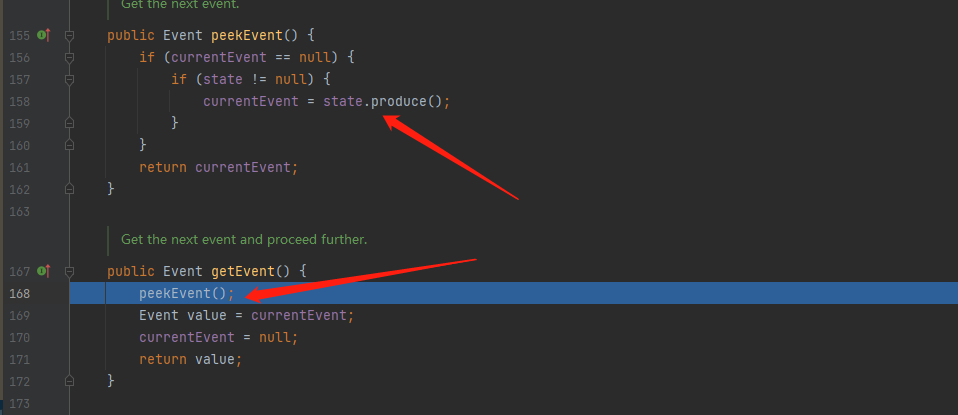 Get the next event.
155 public Event peekEvent() {
156 if (currentEvent == null) {
157 if (state != null) {
158 currentEvent = state.produce();
159 }
160 }
161 return currentEvent;
162 }
163
Get the next event and proceed further.
167 public Event getEvent() {
168 peekEvent();
169 Event value = currentEvent;
170 currentEvent = null;
171 return value;
172 }
173